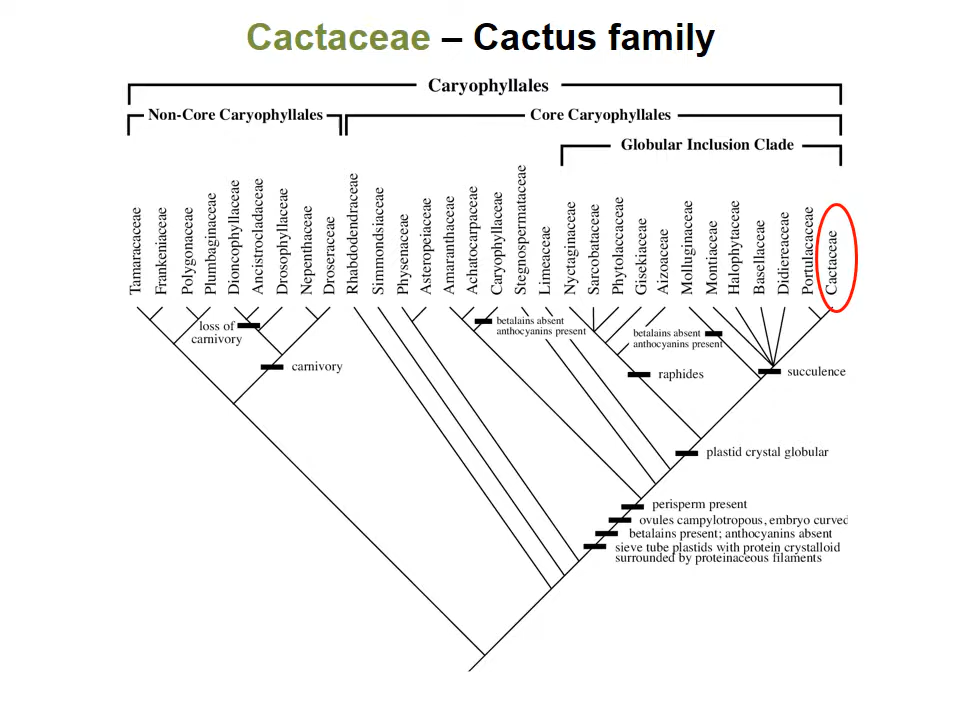 Cactaceae – Cactus family
Caryophyllales
Non-Core Caryophyllales
Core Caryophyllales
Globular Inclusion Clade
Tamaracaceae
Frankeniaceae
Polygonaceae
Plumbaginaceae
Dioncophyllaceae
Ancistrocladaceae
Drosophyllaceae
Nepenthaceae
Droseraceae
Rhabdodendraceae
Simmondsiaceae
Physenaceae
Asteropeiaceae
Amaranthaceae
Achatocarpaceae
Caryophyllaceae
Stegnospermataceae
Limeaceae
Nyctaginaceae
Sarcobataceae
Phytolaccaceae
Gisekiaceae
Aizoaceae
Molluginaceae
Montiaceae
Halophytaceae
Basellaceae
Didiereaceae
Portulacaceae
Cactaceae
loss of
carnivory
betalains absent
anthocyanins present
betalains absent
anthocyanins present
carnivory
raphides
succulence
plastid crystal globular
perisperm present
ovules campylotropous, embryo curved
betalains present; anthocyanins absent
sieve tube plastids with protein crystalloid
surrounded by proteinaceous filaments